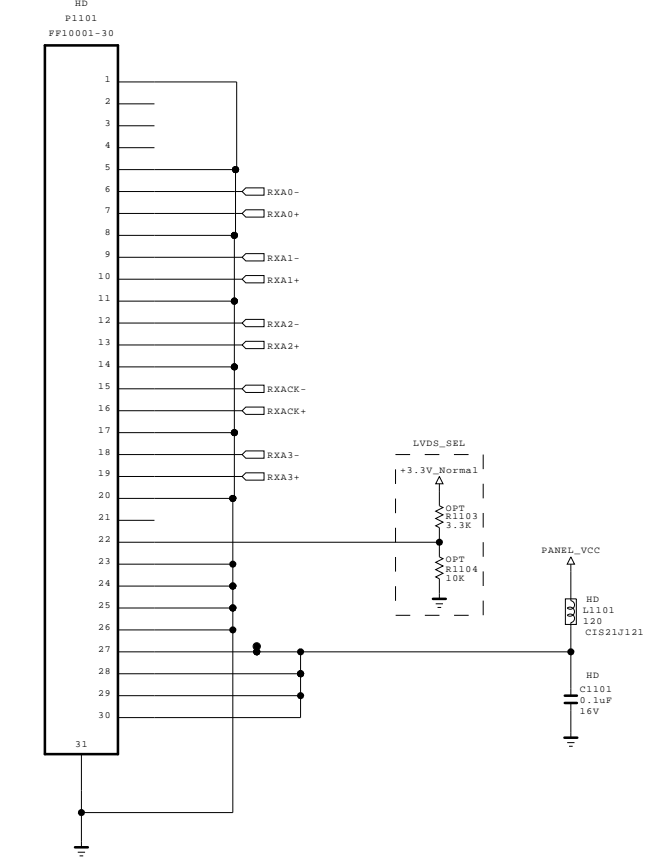 HD
P1101
FF10001-30
1
2
3
4
5
6
RXA0-
7
RXA0+
8
9
RXA1-
10
RXA1+
11
12
RXA2-
13
RXA2+
14
15
RXACK-
16
RXACK+
17
18
RXA3-
19
RXA3+
20
21
22
23
24
25
26
27
28
29
30
31
LVDS_SEL
+3.3V_Normal
OPT
R1103
3.3K
OPT
R1104
10K
PANEL_VCC
HD
L1101
120
CIS21J121
HD
C1101
0.1uF
16V